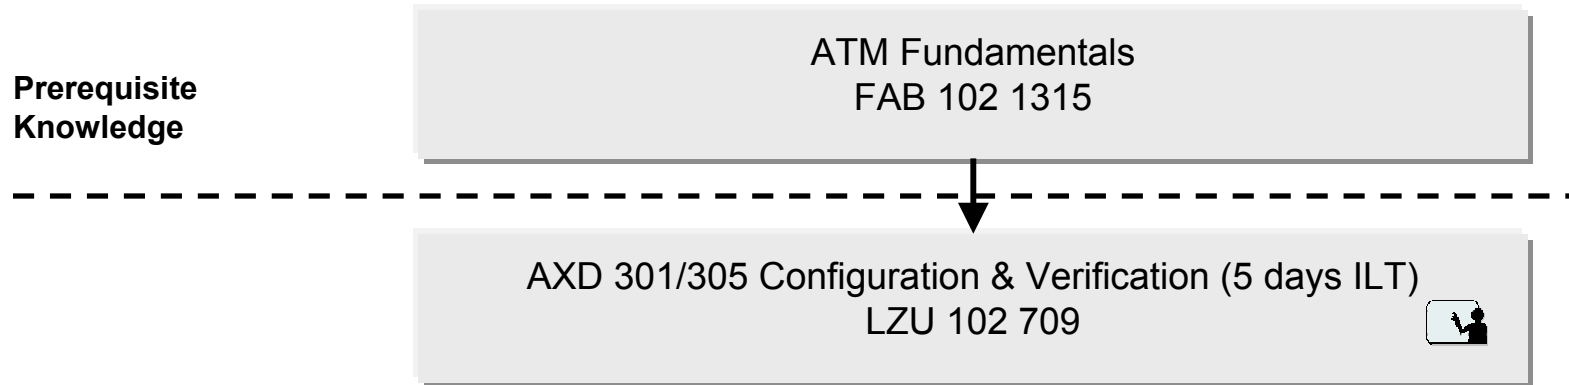 Prerequisite
Knowledge
ATM Fundamentals
FAB 102 1315
AXD 301/305 Configuration & Verification (5 days ILT)
LZU 102 709